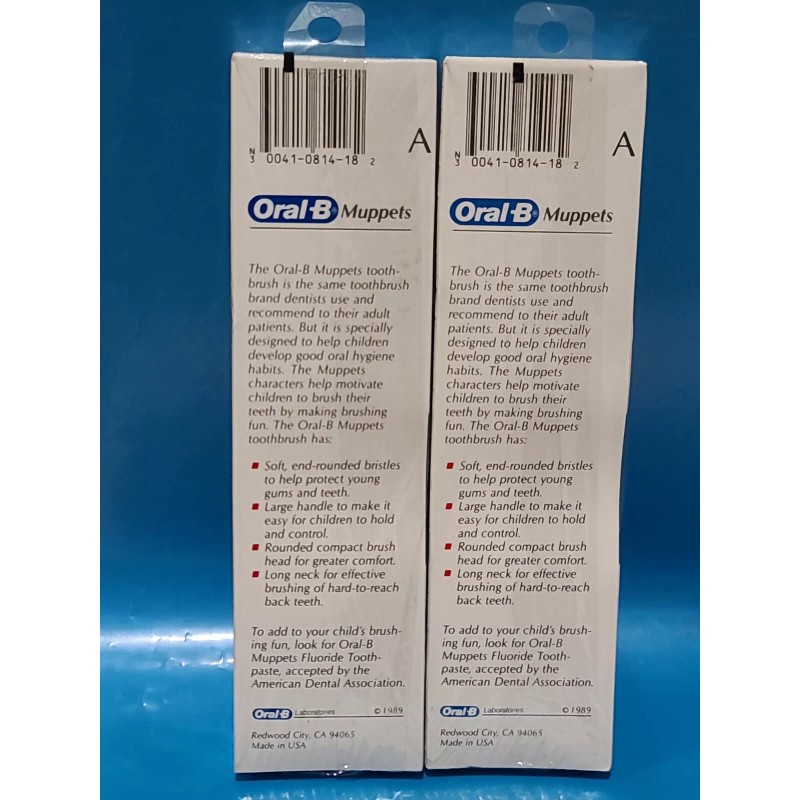 A
N
3 0041-0814-18 2
Oral-B® Muppets
The Oral-B Muppets tooth-
brush is the same toothbrush
brand dentists use and
recommend to their adult
patients. But it is specially
designed to help children
develop good oral hygiene
habits. The Muppets
characters help motivate
children to brush their
teeth by making brushing
fun. The Oral-B Muppets
toothbrush has:
Soft, end-rounded bristles
to help protect young
gums and teeth.
Large handle to make it
easy for children to hold
and control.
Rounded compact brush
head for greater comfort.
Long neck for effective
brushing of hard-to-reach
back teeth.
To add to your child's brush-
ing fun, look for Oral-B
Muppets Fluoride Tooth-
paste, accepted by the
American Dental Association.
Oral-B Laboratories © 1989
Redwood City, CA 94065
Made in USA
A
N
3 0041-0814-18 2
Oral-B® Muppets
The Oral-B Muppets tooth-
brush is the same toothbrush
brand dentists use and
recommend to their adult
patients. But it is specially
designed to help children
develop good oral hygiene
habits. The Muppets
characters help motivate
children to brush their
teeth by making brushing
fun. The Oral-B Muppets
toothbrush has:
Soft, end-rounded bristles
to help protect young
gums and teeth.
Large handle to make it
easy for children to hold
and control.
Rounded compact brush
head for greater comfort.
Long neck for effective
brushing of hard-to-reach
back teeth.
To add to your child's brush-
ing fun, look for Oral-B
Muppets Fluoride Tooth-
paste, accepted by the
American Dental Association.
Oral-B Laboratories © 1989
Redwood City, CA 94065
Made in USA